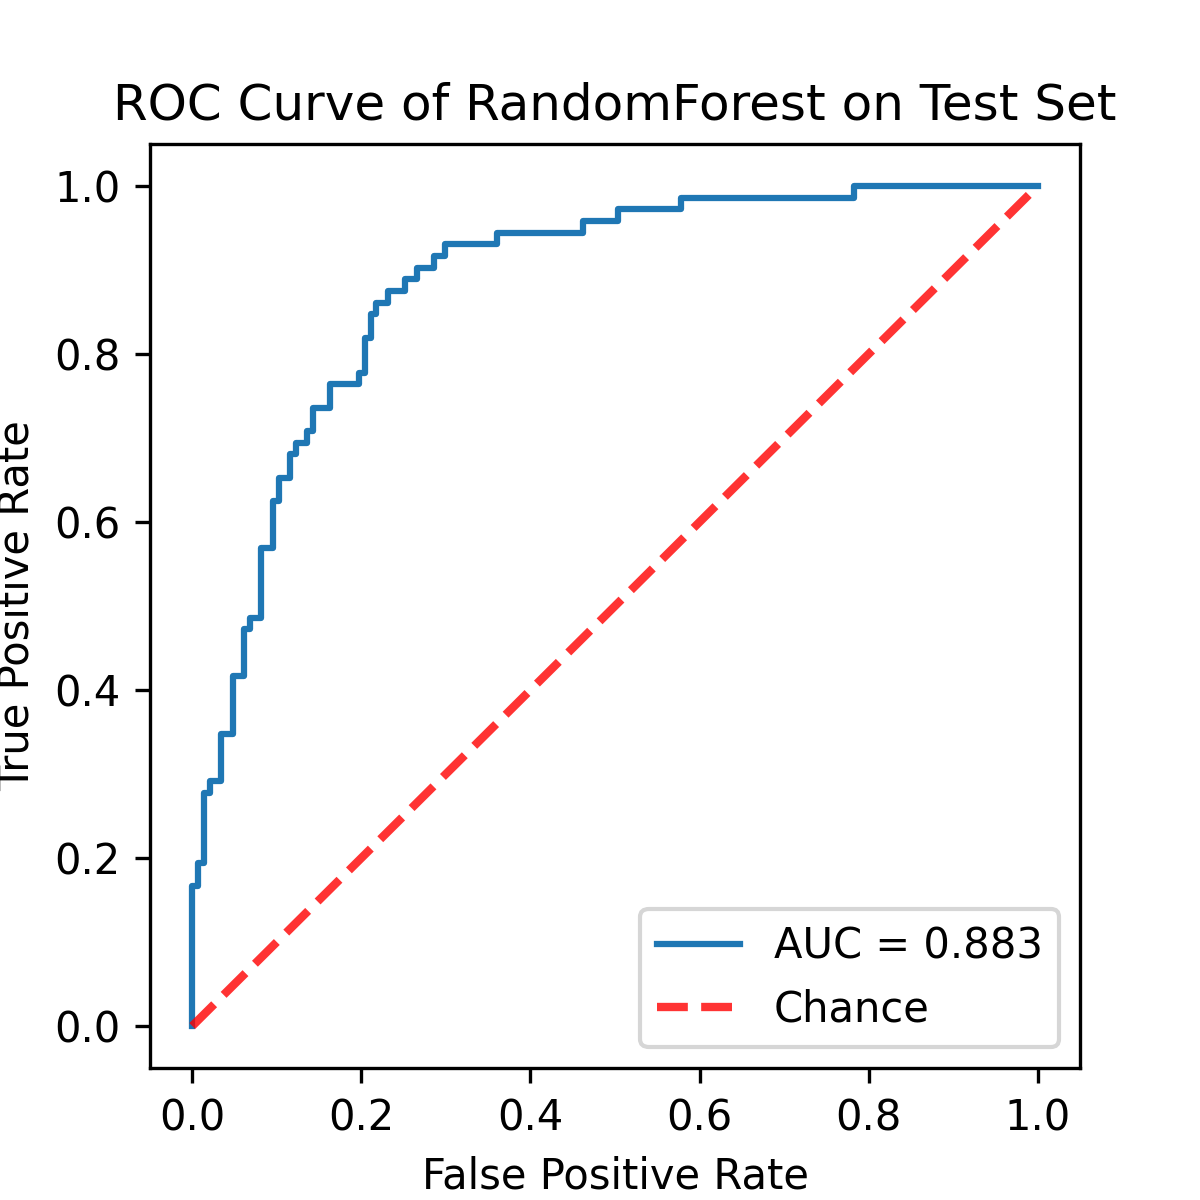 ROC Curve of RandomForest on Test Set
True Positive Rate
1.0
0.8
0.6
0.4
0.2
0.0
AUC = 0.883
Chance
0.0 0.2 0.4 0.6 0.8 1.0
False Positive Rate